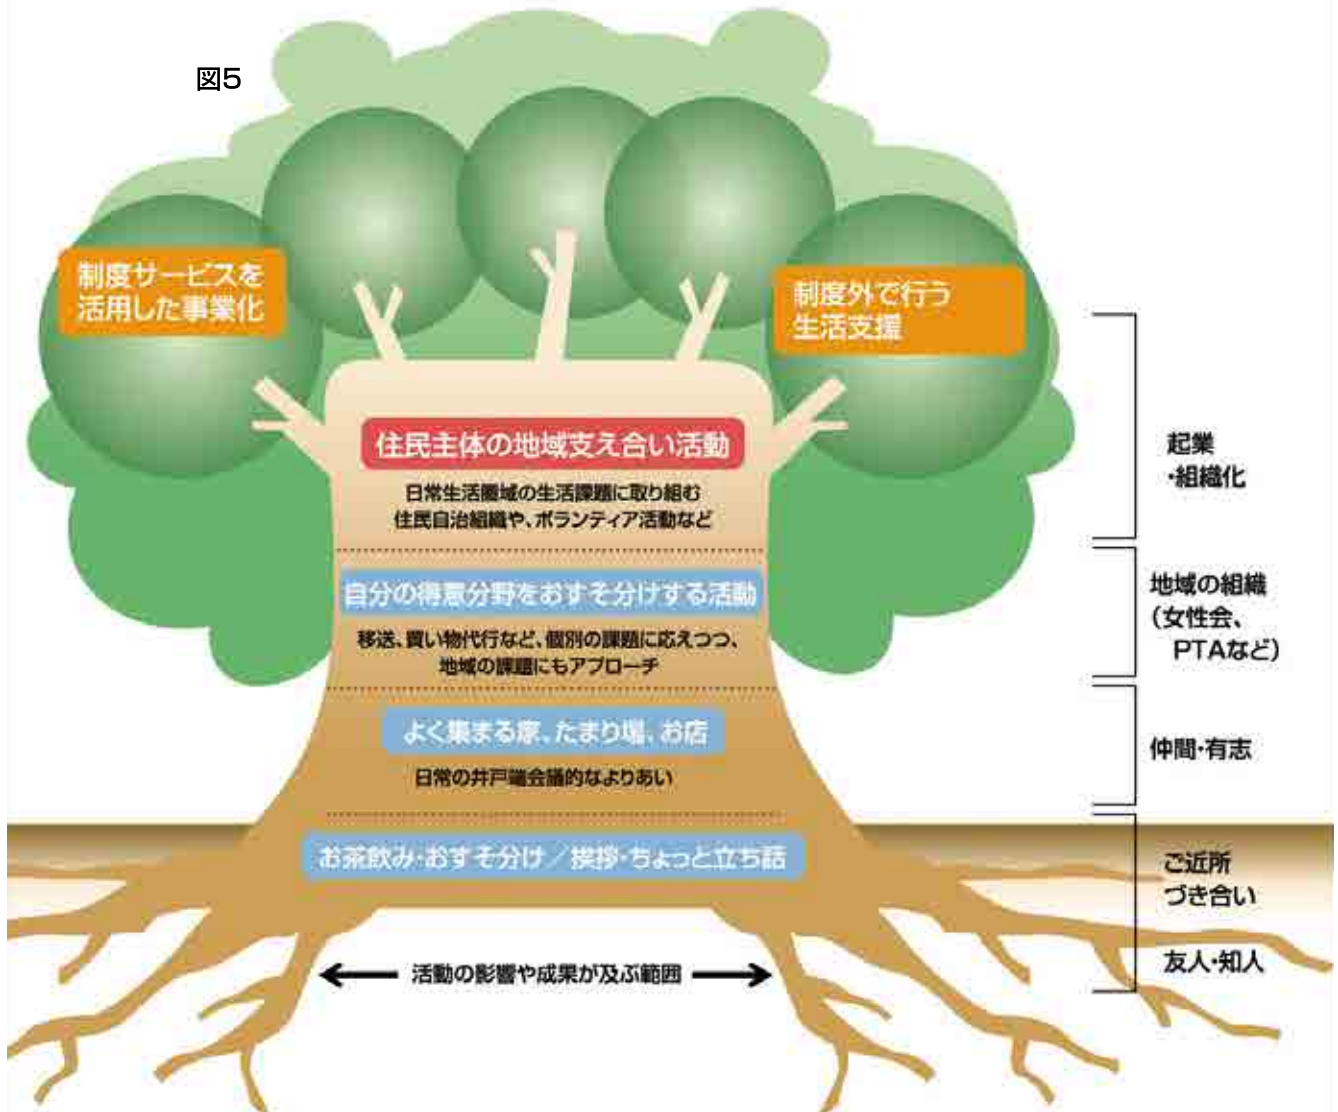 図5
制度サービスを
活用した事業化
制度外で行う
生活支援
住民主体の地域支え合い活動
日常生活圏域の生活課題に取り組む
住民自治組織や、ボランティア活動など
起業
・組織化
自分の得意分野をおすそ分けする活動
移送、買い物代行など、個別の課題に応えつつ、
地域の課題にもアプローチ
地域の組織
(女性会、
PTAなど)
よく集まる家、たまり場、お店
日常の井戸端会議的なよりあい
仲間・有志
お茶飲み・おすそ分け/挨拶・ちょっと立ち話
ご近所
づき合い
活動の影響や成果が及ぶ範囲
友人・知人